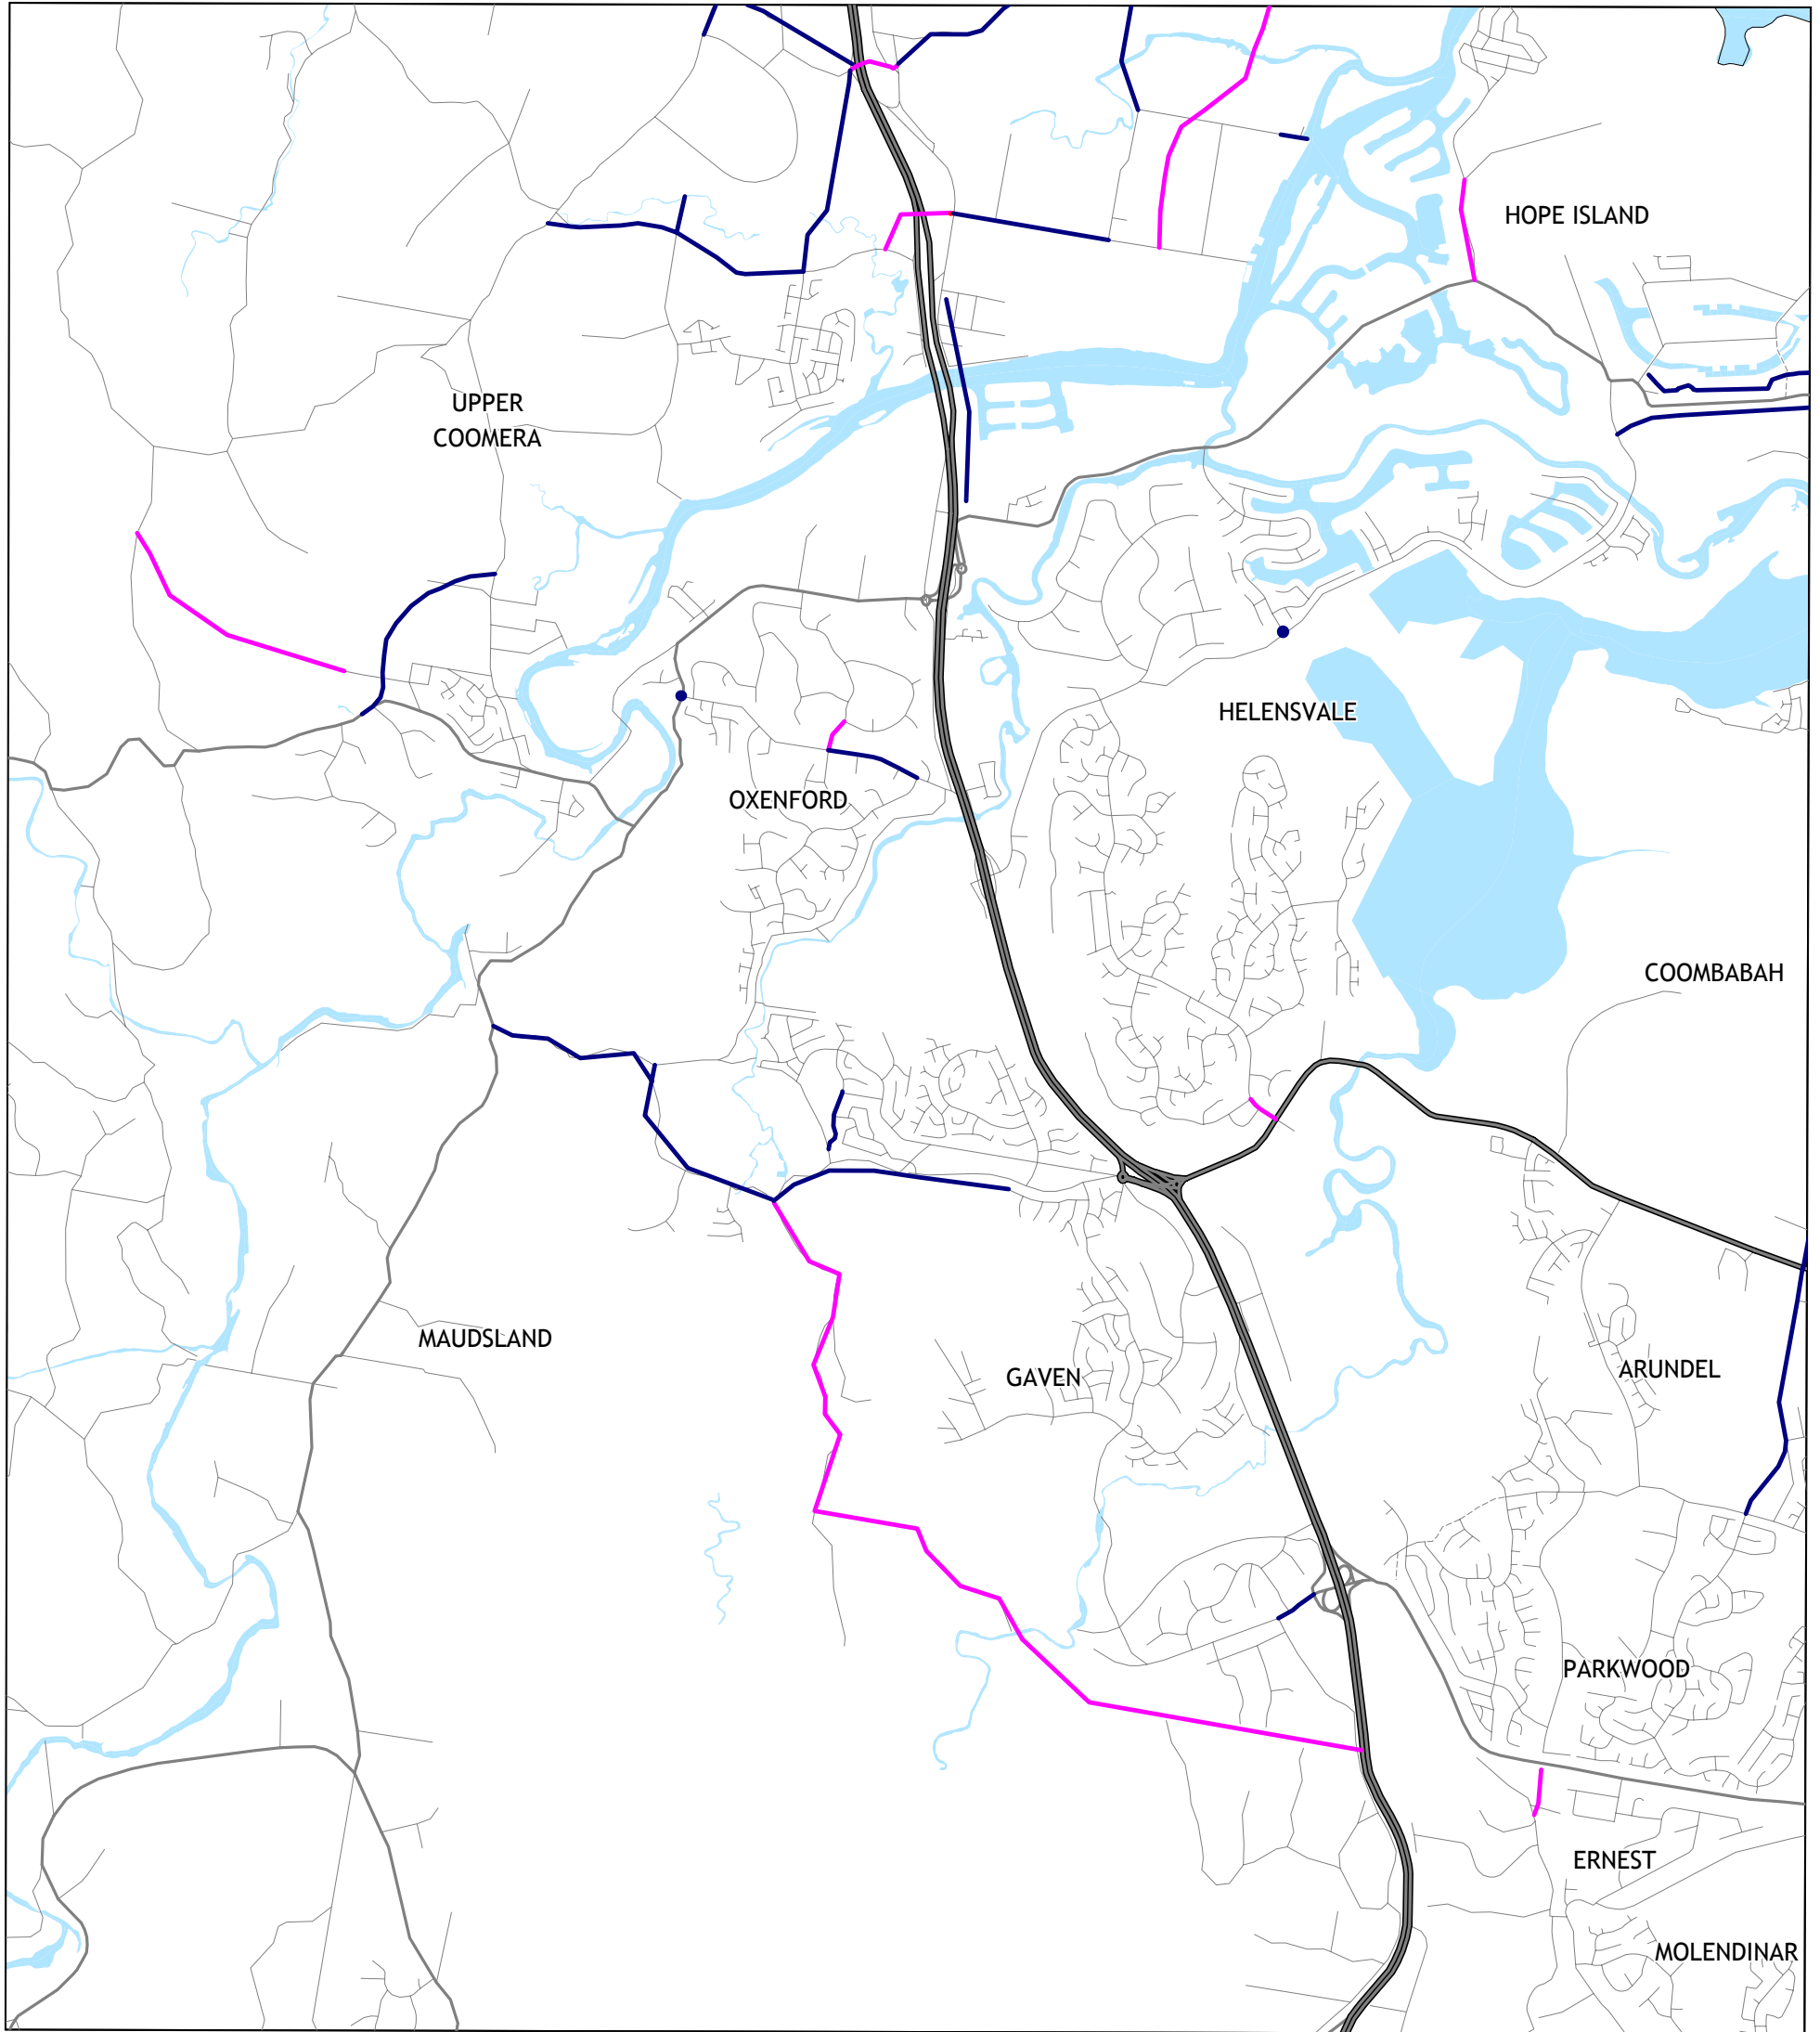 HOPE ISLAND
UPPER
COOMERA
HELENSVALE
OXENFORD
COOMBABAH
MAUDSLAND
GAVEN
ARUNDEL
PARKWOOD
ERNEST
MOLENDINAR